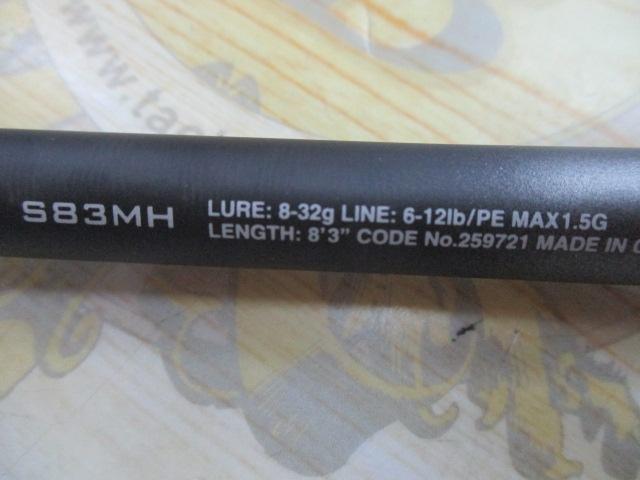 S83MH
LURE: 8-32g LINE: 6-12lb/PE MAX1.5G
LENGTH: 8'3" CODE No.259721 MADE IN